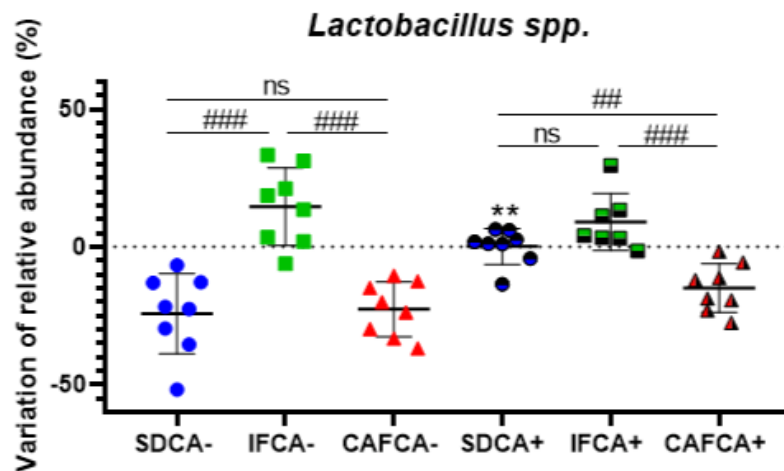 Lactobacillus spp.
Variation of relative abundance (%)
50
0
-50
ns
###
###
##
ns
###
**
SDCA-
IFCA-
CAFCA-
SDCA+
IFCA+
CAFCA+